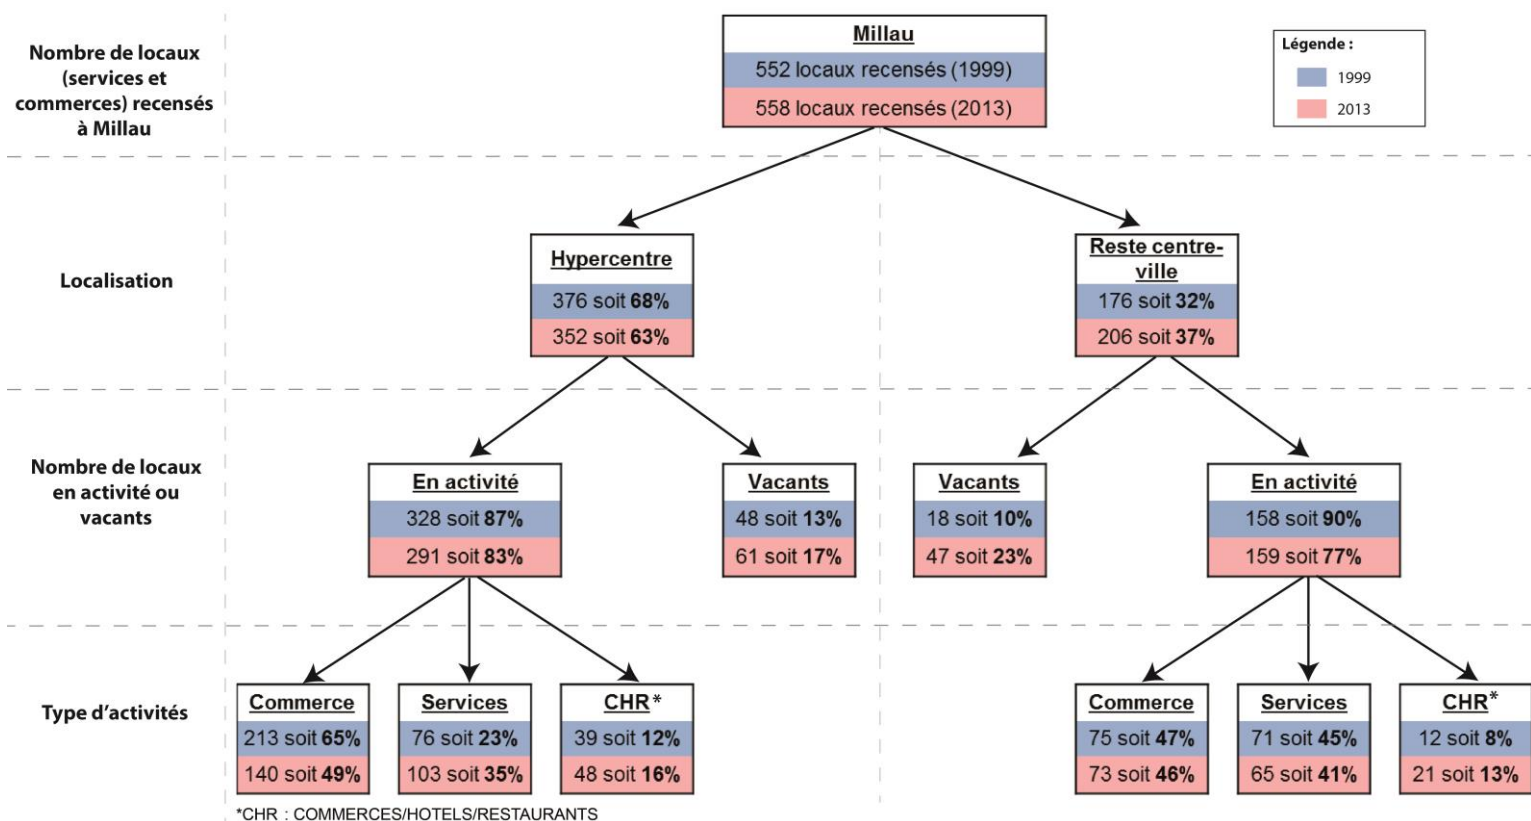 Nombre de locaux
(services et
commerces) recensés
à Millau
Millau
552 locaux recensés (1999)
558 locaux recensés (2013)
Légende :
1999
2013
Localisation
Hypercentre
376 soit 68%
352 soit 63%
Reste centre-
ville
176 soit 32%
206 soit 37%
Nombre de locaux
en activité ou
vacants
En activité
328 soit 87%
291 soit 83%
Vacants
48 soit 13%
61 soit 17%
Vacants
18 soit 10%
47 soit 23%
En activité
158 soit 90%
159 soit 77%
Type d’activités
Commerce
213 soit 65%
140 soit 49%
Services
76 soit 23%
103 soit 35%
CHR*
39 soit 12%
48 soit 16%
Commerce
75 soit 47%
73 soit 46%
Services
71 soit 45%
65 soit 41%
CHR*
12 soit 8%
21 soit 13%
*CHR : COMMERCES/HOTELS/RESTAURANTS